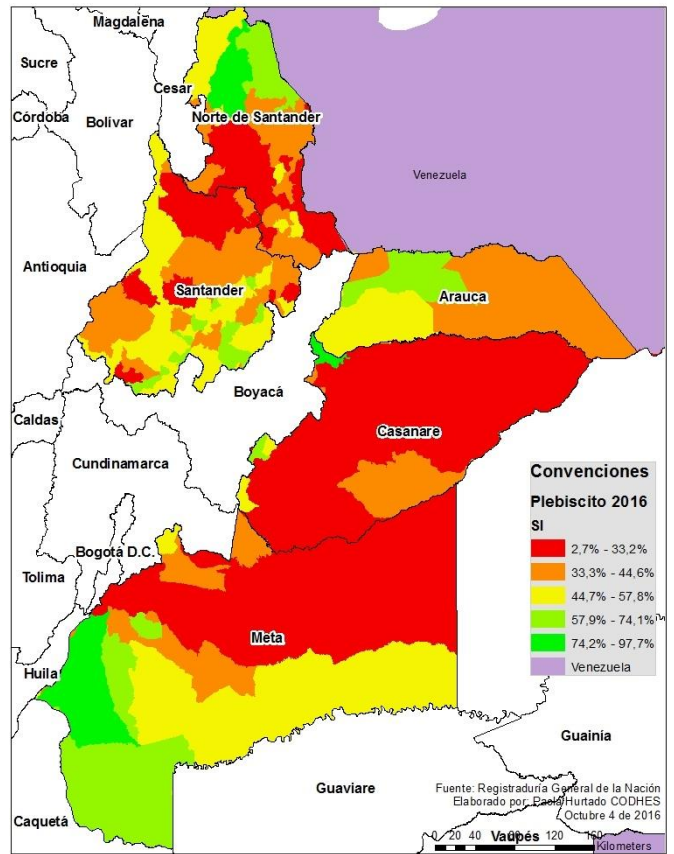 Magdalena
Sucre
Cesar
Córdoba
Bolivar
Norte de Santander
Venezuela
Antioquia
Santander
Arauca
Boyacá
Caldas
Casanare
Cundinamarca
Convenciones
Plebiscito 2016
SI
2,7% - 33,2%
33,3% - 44,6%
44,7% - 57,8%
57,9% - 74,1%
74,2% - 97,7%
Venezuela
Bogotá D.C.
Tolima
Meta
Huila
Guainía
Guaviare
Fuente: Registraduría General de la Nación
Elaborado por: Paola Hurtado CODHES
Octubre 4 de 2016
Caquetá
Vaupés
0 20 40 80 120 160
Kilometers